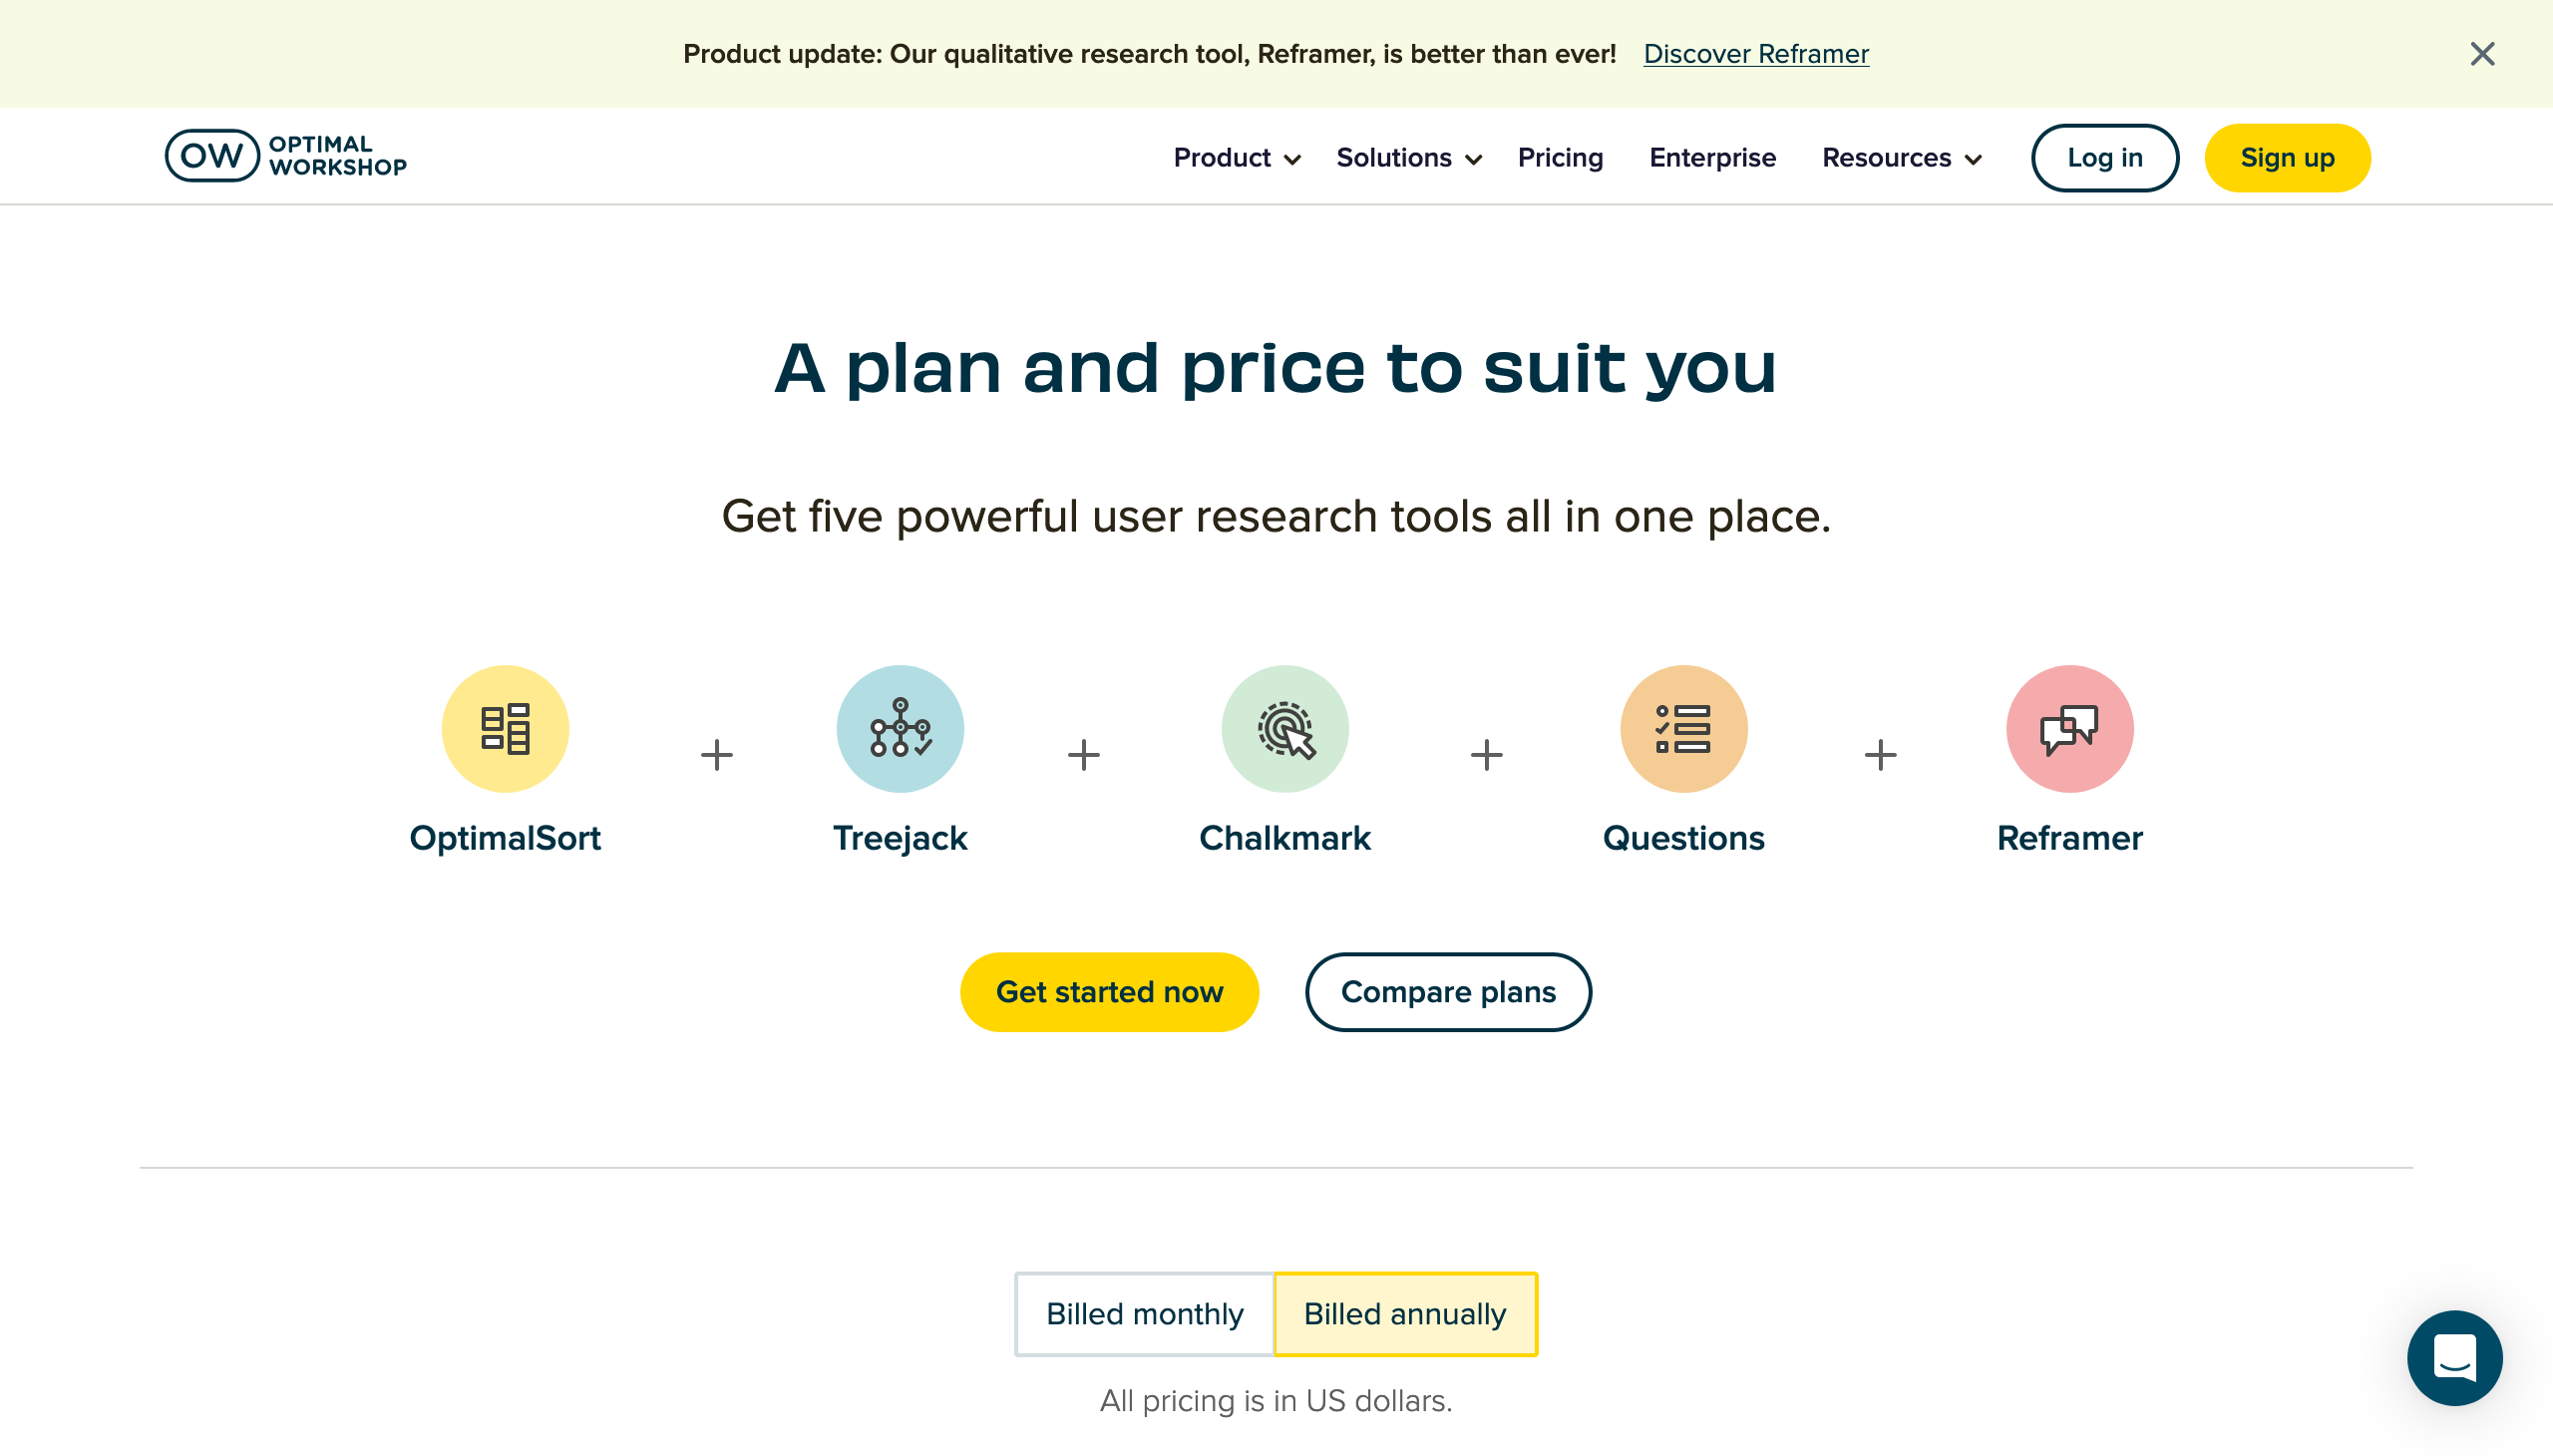 Product update: Our qualitative research tool, Reframer, is better than ever! Discover Reframer
OW OPTIMAL
WORKSHOP
Product Solutions Pricing Enterprise Resources Log in Sign up
A plan and price to suit you
Get five powerful user research tools all in one place.
OptimalSort + Treejack + Chalkmark + Questions + Reframer
Get started now Compare plans
Billed monthly Billed annually
All pricing is in US dollars.